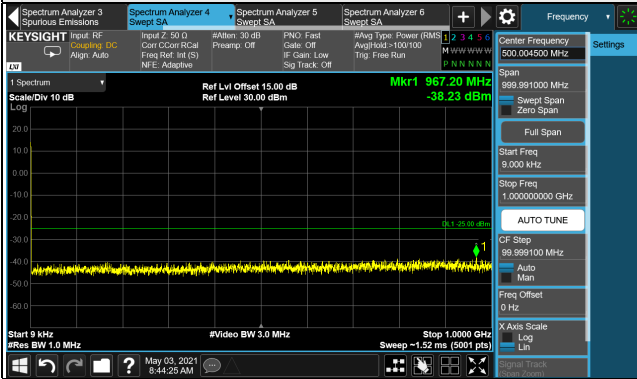 Spectrum Analyzer 3
Spurious Emissions
Spectrum Analyzer 4
Swept SA
Spectrum Analyzer 5
Swept SA
Spectrum Analyzer 6
Swept SA
Frequency
KEYSIGHT
Input: RF
Coupling: DC
Align: Auto
Input Z: 50 Ω
Corr CCorr RCal
Freq Ref: Int (S)
NFE: Adaptive
#Atten: 30 dB
Preamp: Off
PNO: Fast
Gate: Off
IF Gain: Low
Sig Track: Off
#Avg Type: Power (RMS
Avg|Hold:>100/100
Trig: Free Run
1 2 3 4 5 6
M W W W W W
P N N N N N
LXI
1 Spectrum
Scale/Div 10 dB
Log
Ref Lvl Offset 15.00 dB
Ref Level 30.00 dBm
Mkr1 967.20 MHz
-38.23 dBm
20.0
10.0
0.00
-10.0
-20.0
-30.0
-40.0
-50.0
-60.0
DL1 -25.00 dBm
1
Start 9 kHz
#Res BW 1.0 MHz
#Video BW 3.0 MHz
Stop 1.0000 GHz
Sweep ~1.52 ms (5001 pts)
May 03, 2021
8:44:25 AM
Center Frequency
500.004500 MHz
Settings
Span
999.991000 MHz
Swept Span
Zero Span
Full Span
Start Freq
9.000 kHz
Stop Freq
1.000000000 GHz
AUTO TUNE
CF Step
99.999100 MHz
Auto
Man
Freq Offset
0 Hz
X Axis Scale
Log
Lin
Signal Track
(Span Zoom)